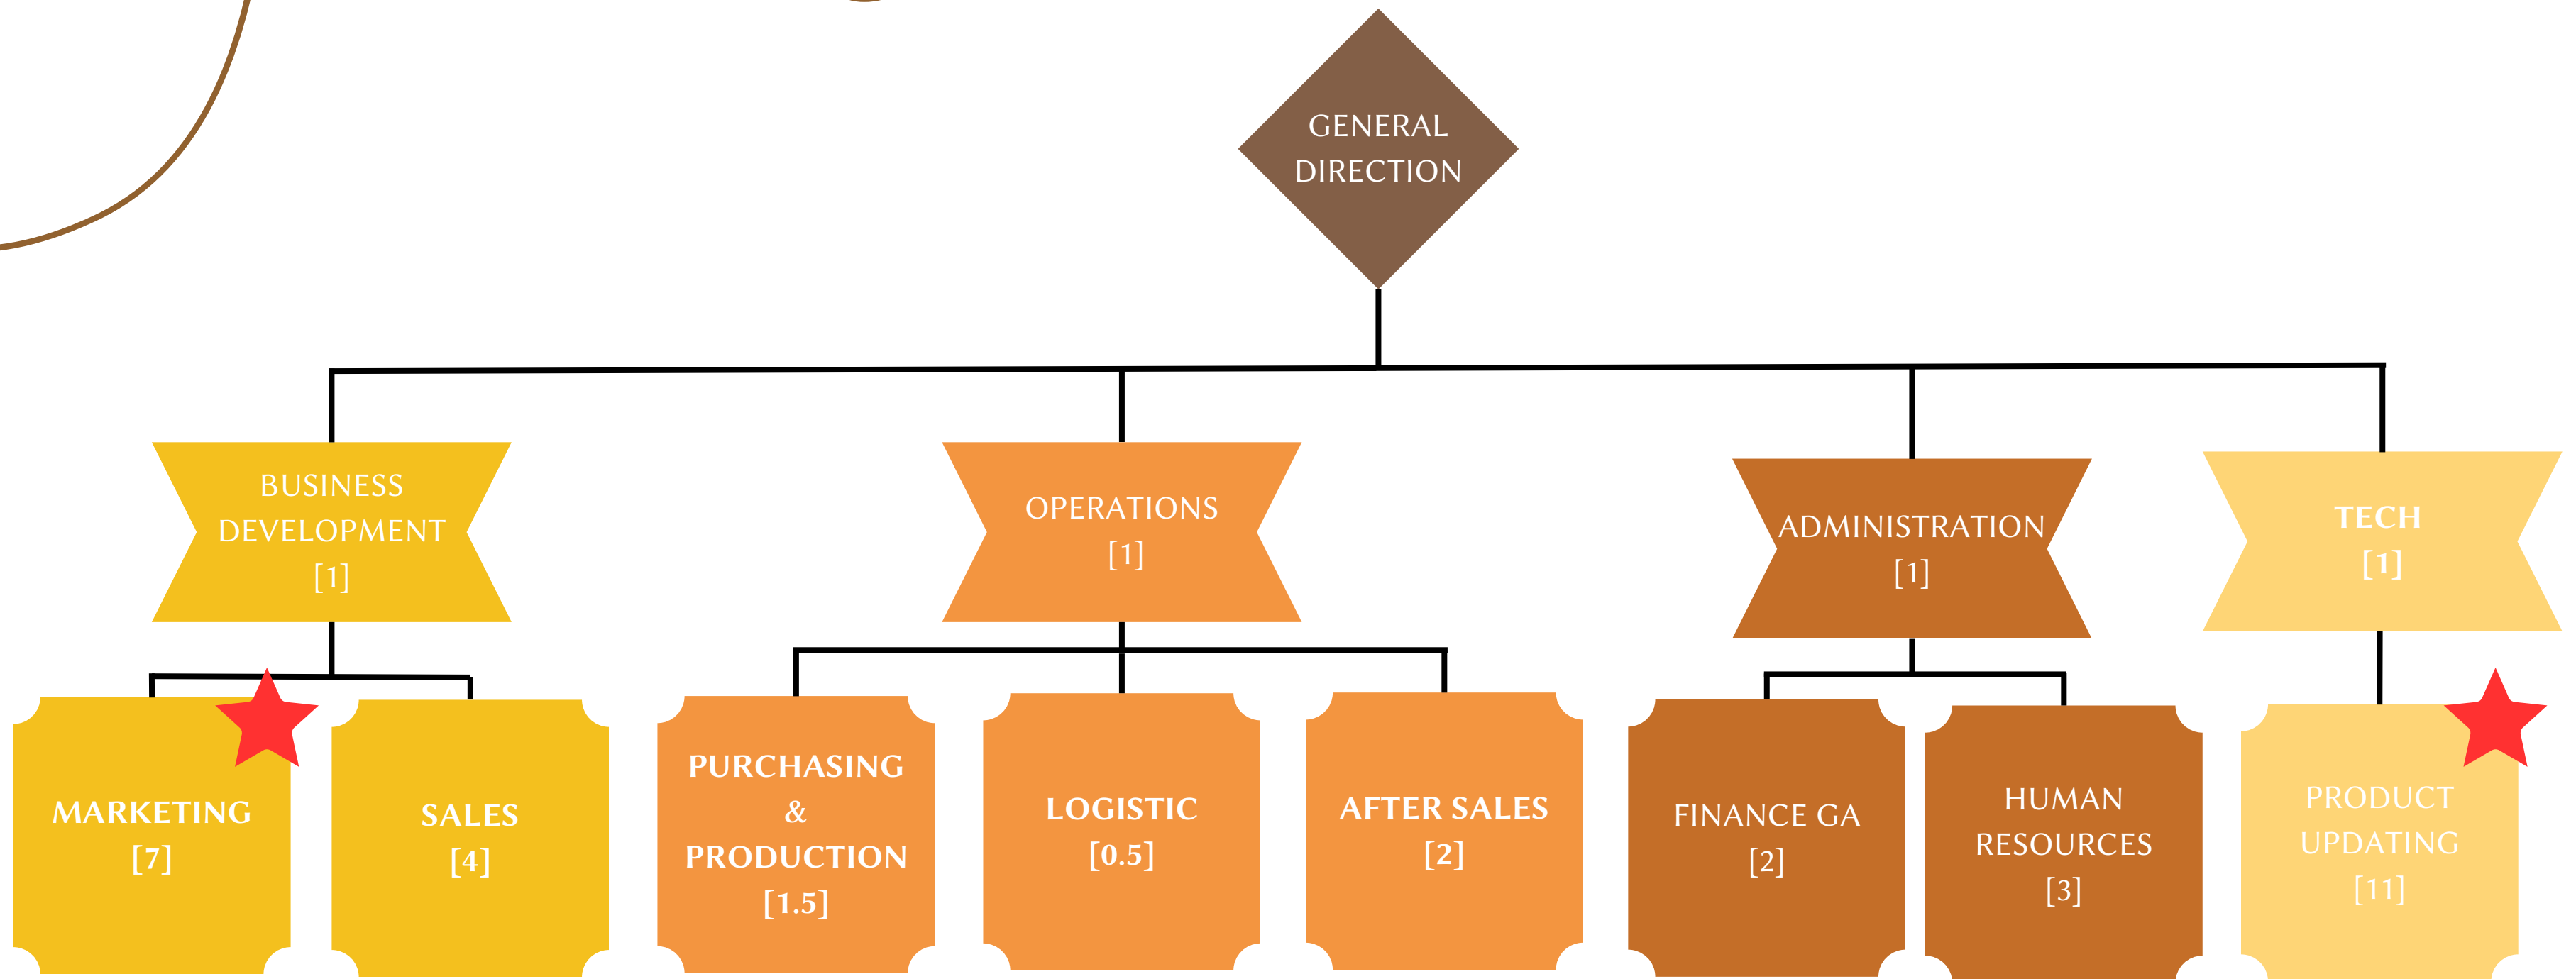 GENERAL
DIRECTION
BUSINESS
DEVELOPMENT
[1]
OPERATIONS
[1]
ADMINISTRATION
[1]
TECH
[1]
MARKETING
[7]
SALES
[4]
PURCHASING
&
PRODUCTION
[1.5]
LOGISTIC
[0.5]
AFTER SALES
[2]
FINANCE GA
[2]
HUMAN
RESOURCES
[3]
PRODUCT
UPDATING
[11]